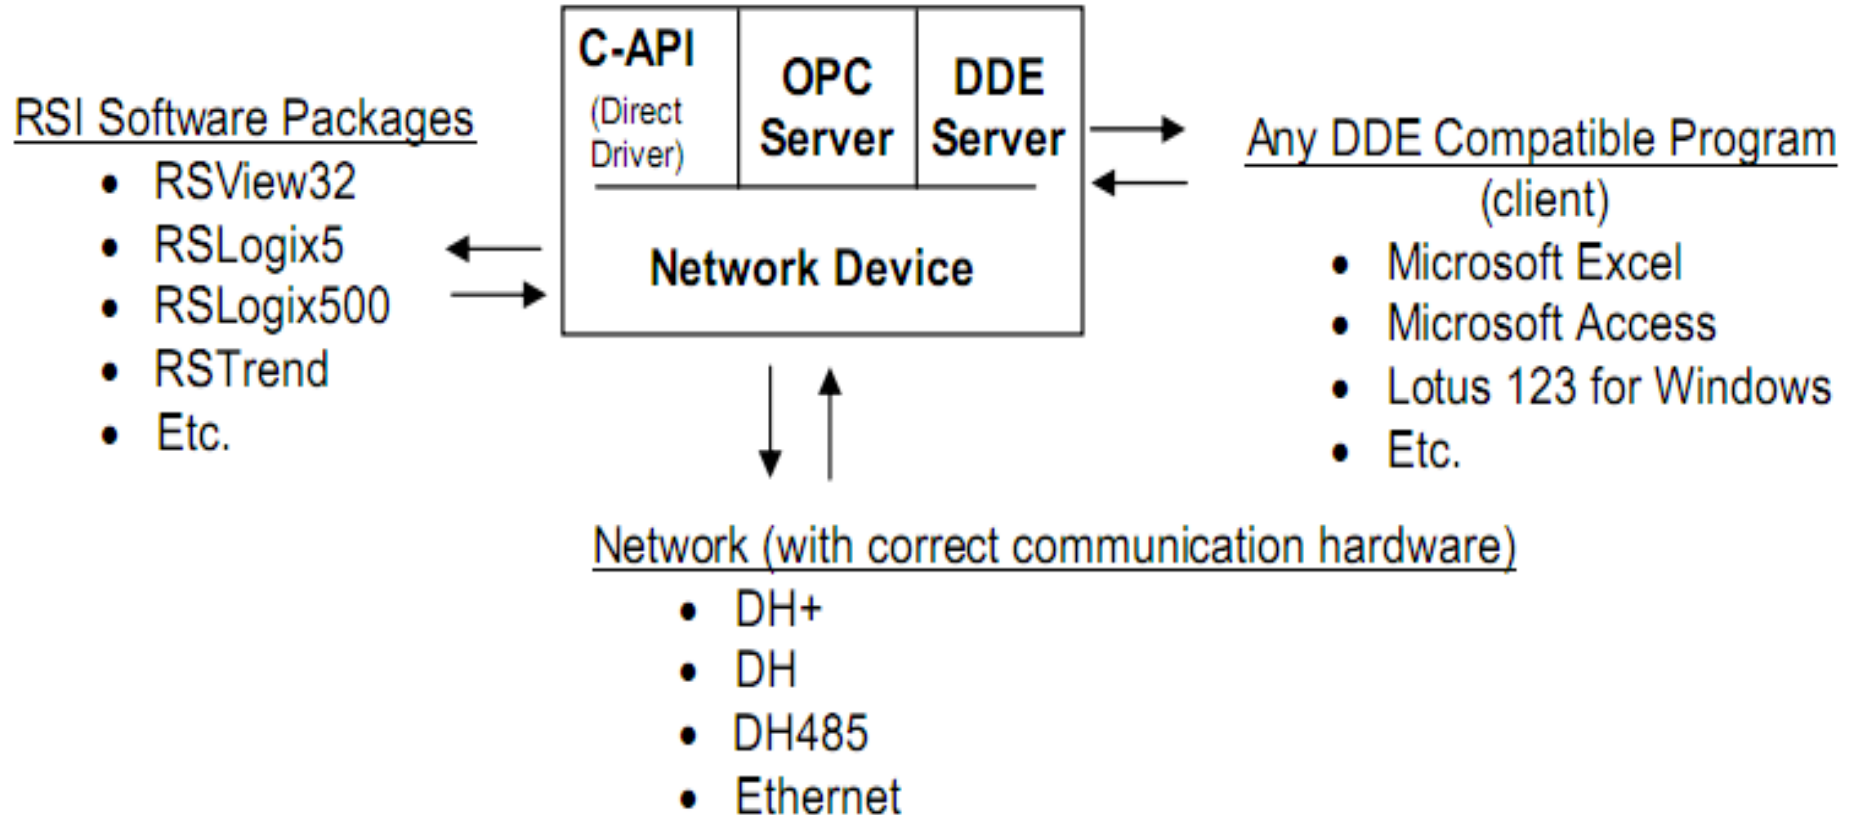 C-API
(Direct
Driver)
OPC
Server
DDE
Server
Network Device
RSI Software Packages
• RSView32
• RSLogix5
• RSLogix500
• RSTrend
• Etc.
Any DDE Compatible Program
(client)
• Microsoft Excel
• Microsoft Access
• Lotus 123 for Windows
• Etc.
Network (with correct communication hardware)
• DH+
• DH
• DH485
• Ethernet